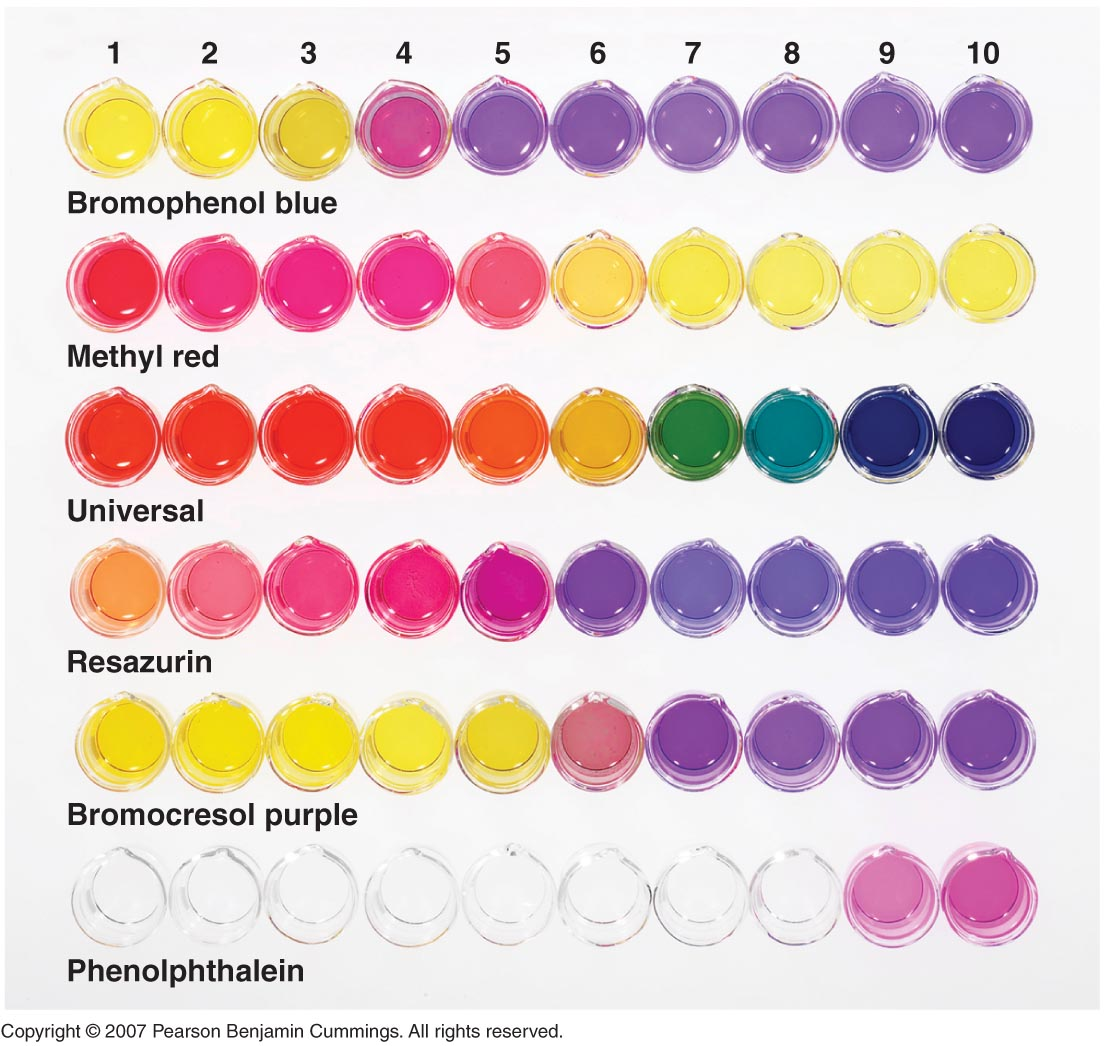 1 2 3 4 5 6 7 8 9 10
Bromophenol blue
Methyl red
Universal
Resazurin
Bromocresol purple
Phenolphthalein
Copyright © 2007 Pearson Benjamin Cummings. All rights reserved.